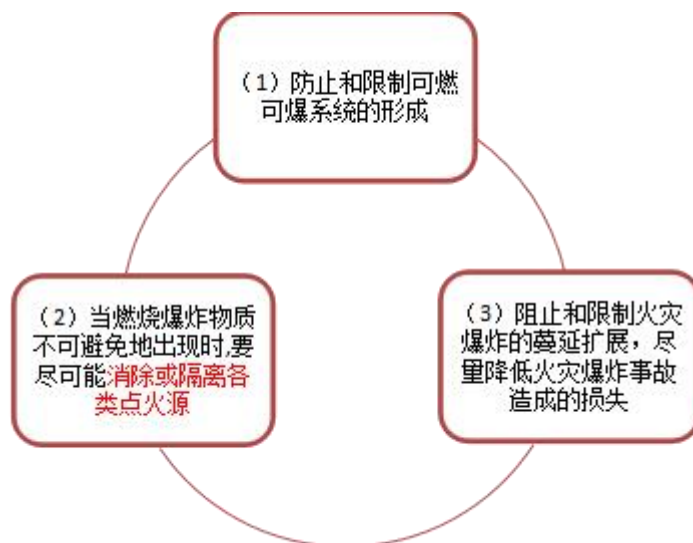 （1）防止和限制可燃
可爆系统的形成
（2）当燃烧爆炸物质
不可避免地出现时,要
尽可能消除或隔离各
类点火源
（3）阻止和限制火灾
爆炸的蔓延扩展，尽
量降低火灾爆炸事故
造成的损失